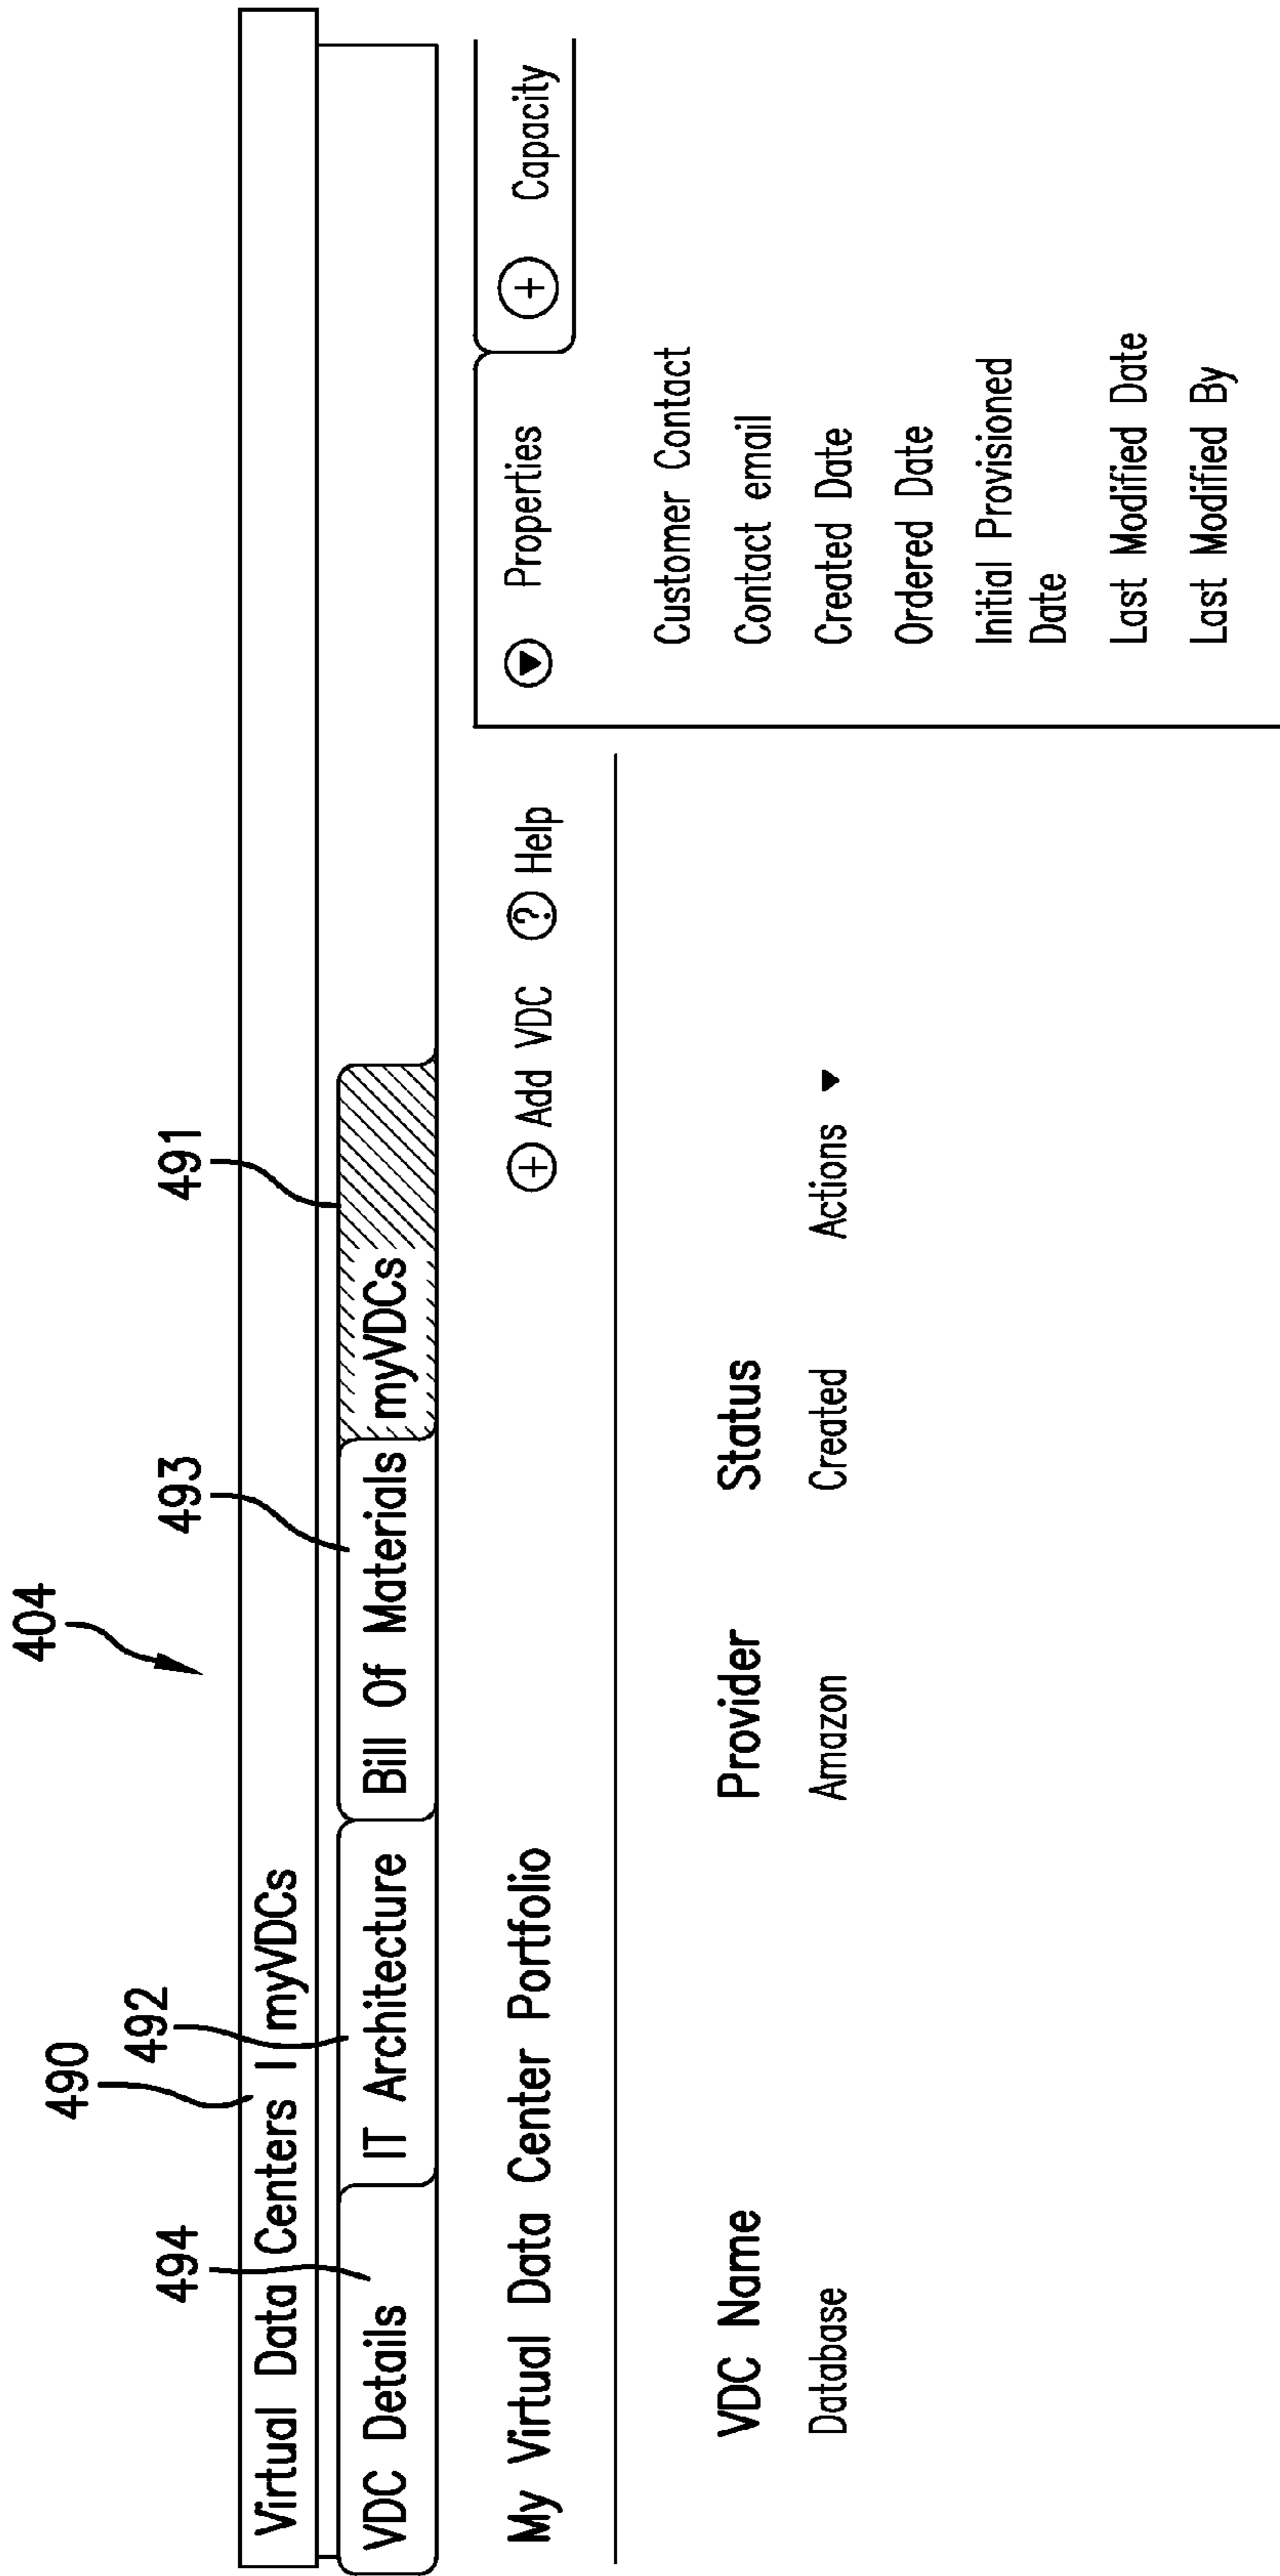 404
490
492
494
493
491
Virtual Data Centers | myVDCs
VDC Details
IT Architecture
Bill Of Materials
myVDCs
My Virtual Data Center Portfolio
+ Add VDC ? Help
VDC Name Provider Status
Database Amazon Created Actions
Properties
+ Capacity
Customer Contact
Contact email
Created Date
Ordered Date
Initial Provisioned
Date
Last Modified Date
Last Modified By